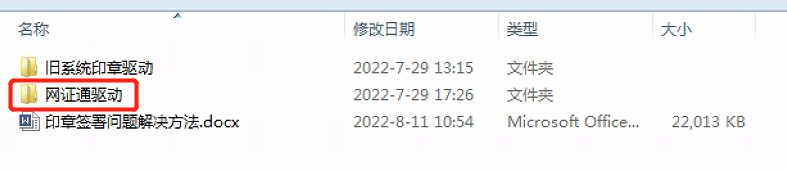 名称 修改日期 类型 大小
旧系统印章驱动 2022-7-29 13:15 文件夹
网证通驱动 2022-7-29 17:26 文件夹
印章签署问题解决方法.docx 2022-8-11 10:54 Microsoft Office... 22,013 KB